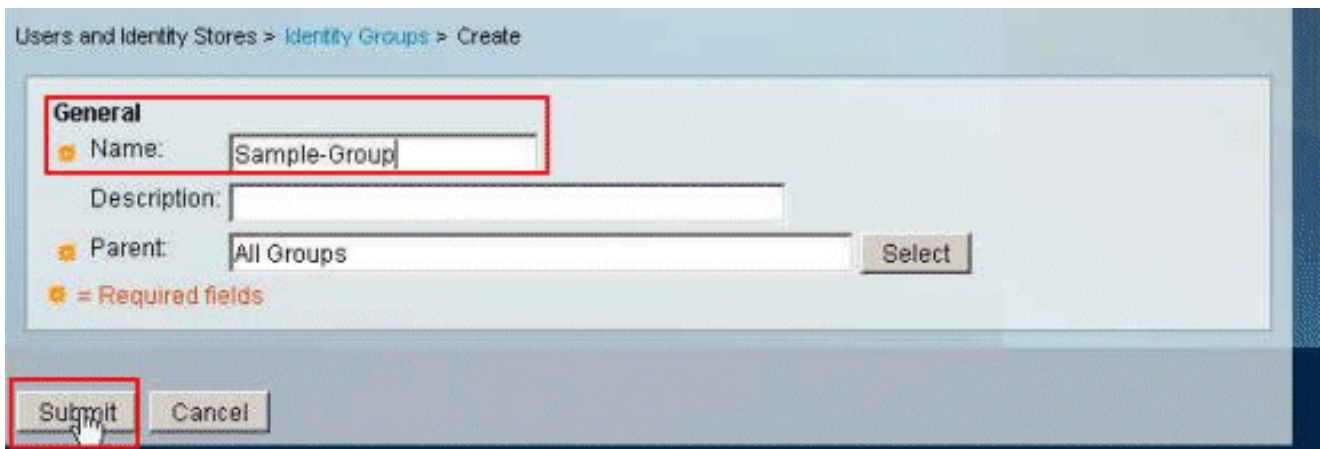 Users and Identity Stores > Identity Groups > Create
General
Name: Sample-Group
Description:
Parent: All Groups Select
= Required fields
Submit Cancel